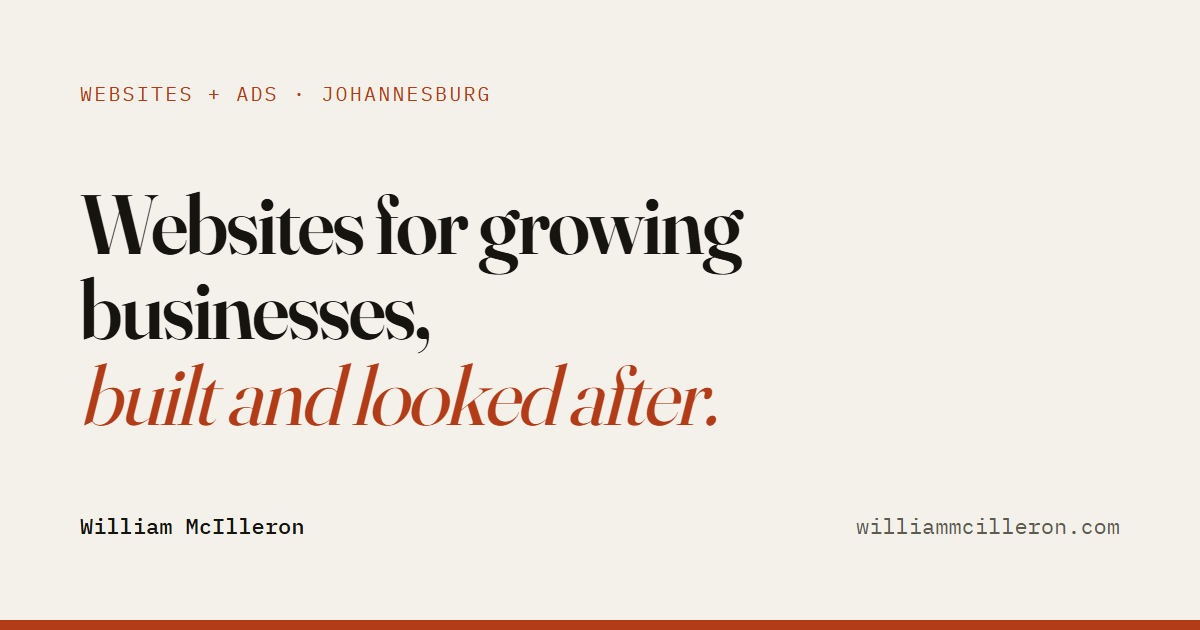 WEBSITES + ADS · JOHANNESBURG
Websites for growing
businesses,
built and looked after.
William McIlleron
williammcilleron.com